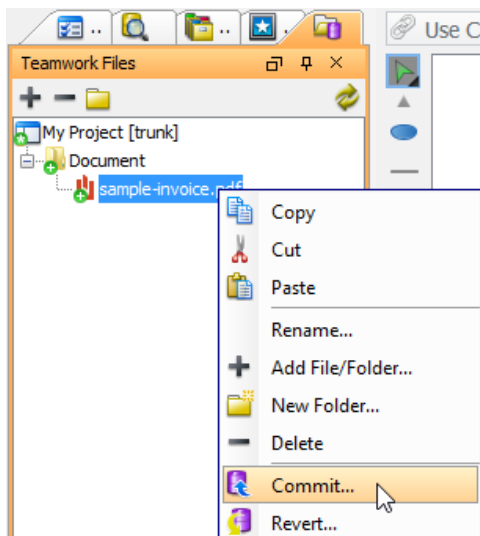 Use C
Teamwork Files
My Project [trunk]
Document
sample-invoice.pdf
Copy
Cut
Paste
Rename...
Add File/Folder...
New Folder...
Delete
Commit...
Revert...